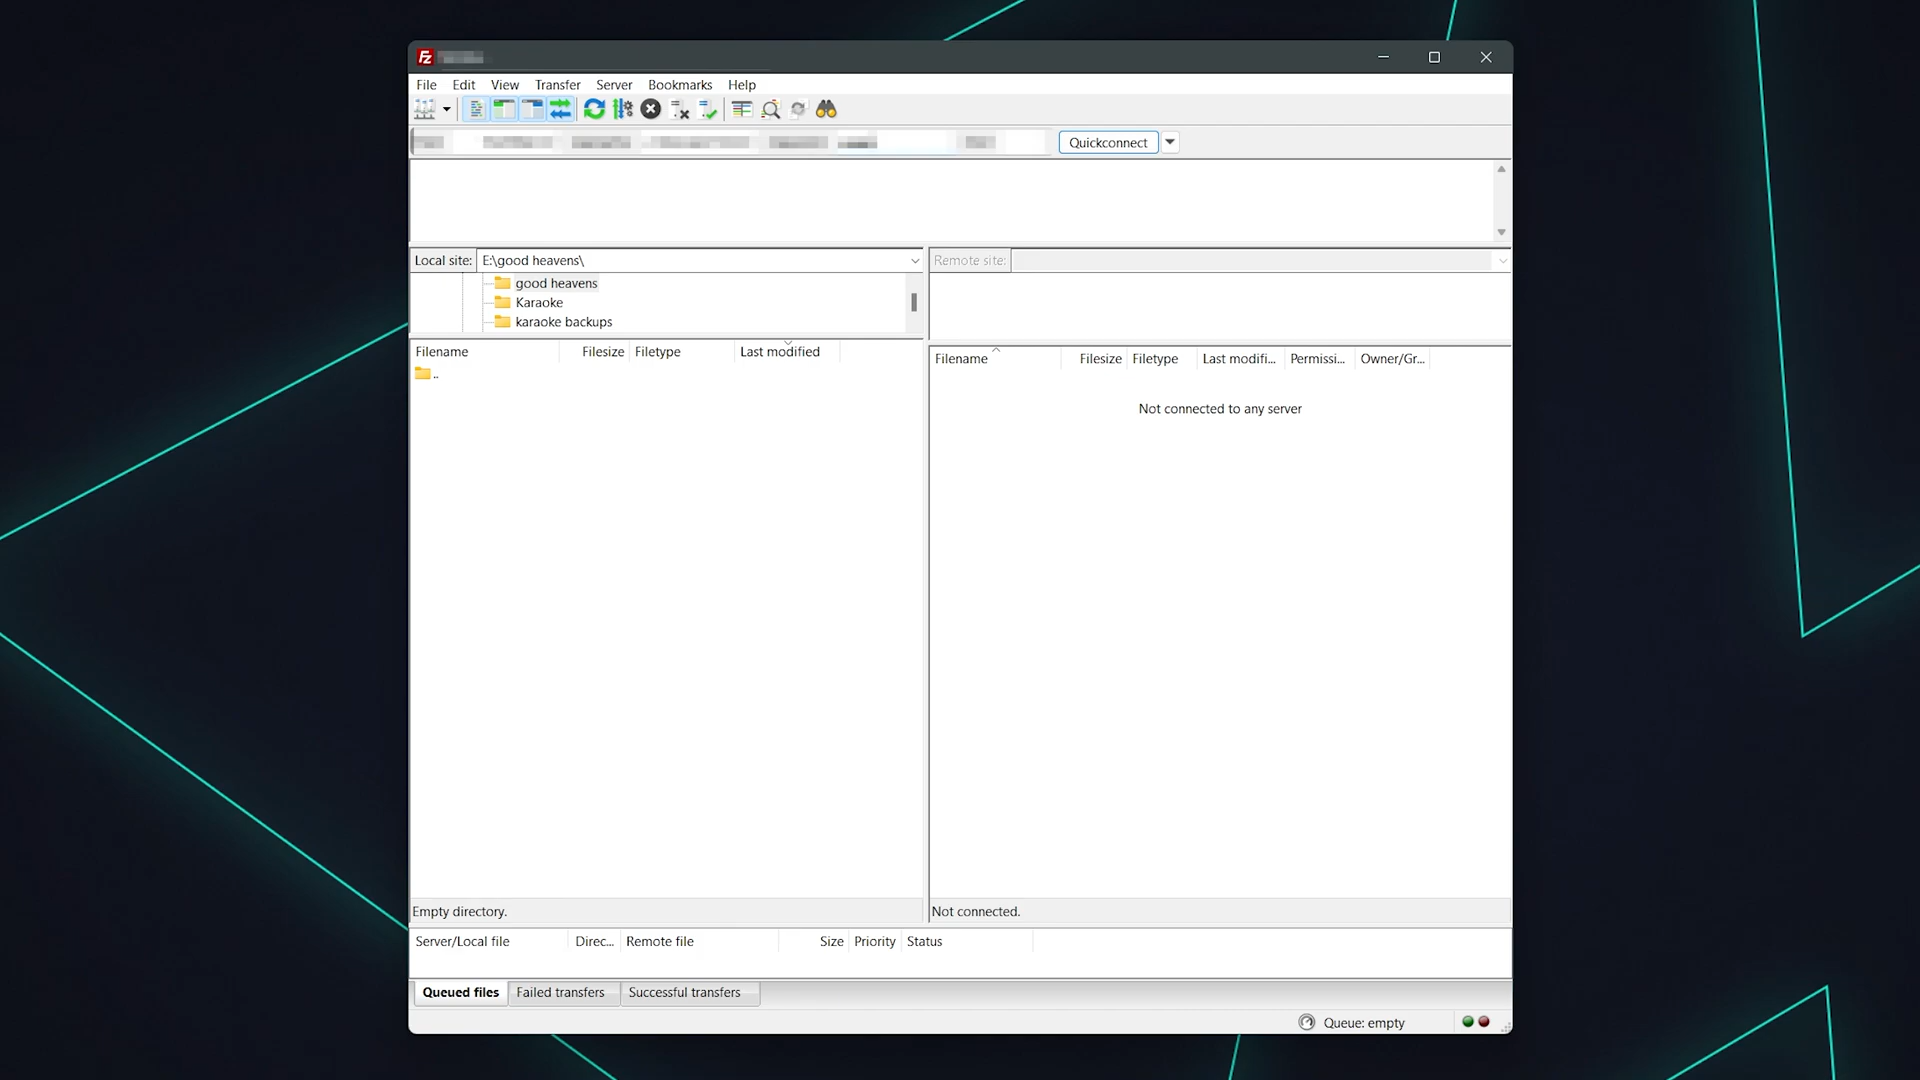 Fz
File Edit View Transfer Server Bookmarks Help
Quickconnect
Local site: E:\good heavens\
good heavens
Karaoke
karaoke backups
Filename Filesize Filetype Last modified
..
Empty directory.
Remote site:
Filename Filesize Filetype Last modifi... Permissi... Owner/Gr...
Not connected to any server
Not connected.
Server/Local file Direc... Remote file Size Priority Status
Queued files Failed transfers Successful transfers
Queue: empty